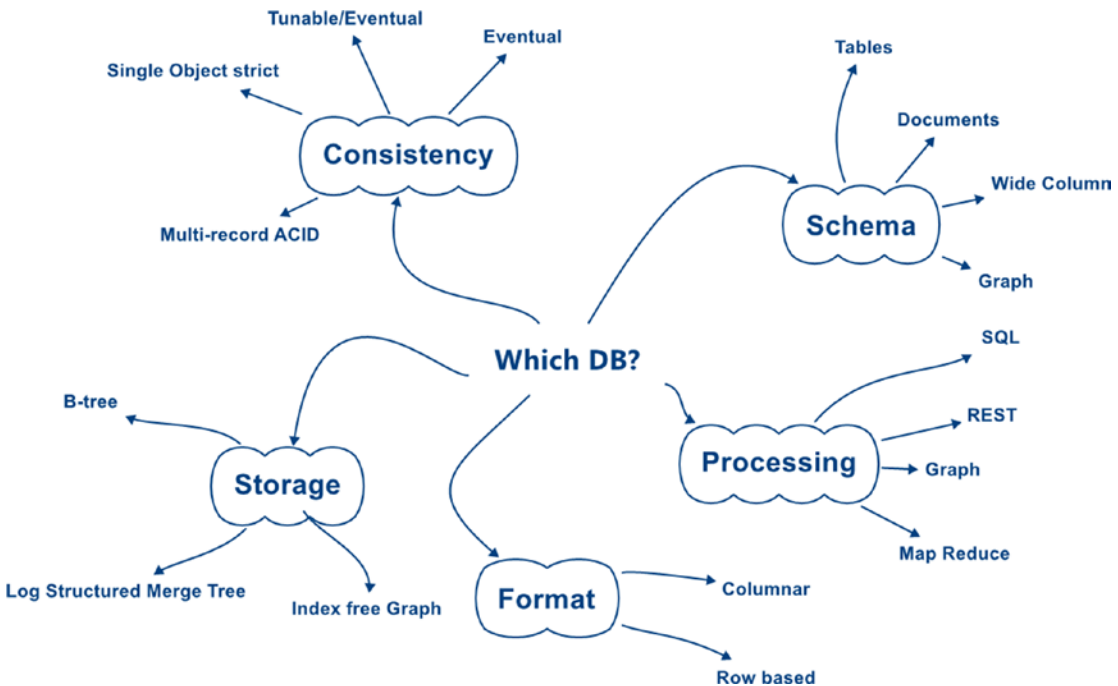 Tunable/Eventual
Eventual
Single Object strict
Consistency
Multi-record ACID
Tables
Documents
Wide Column
Schema
Graph
Which DB?
SQL
REST
Processing
Graph
Map Reduce
B-tree
Storage
Log Structured Merge Tree
Index free Graph
Format
Columnar
Row based